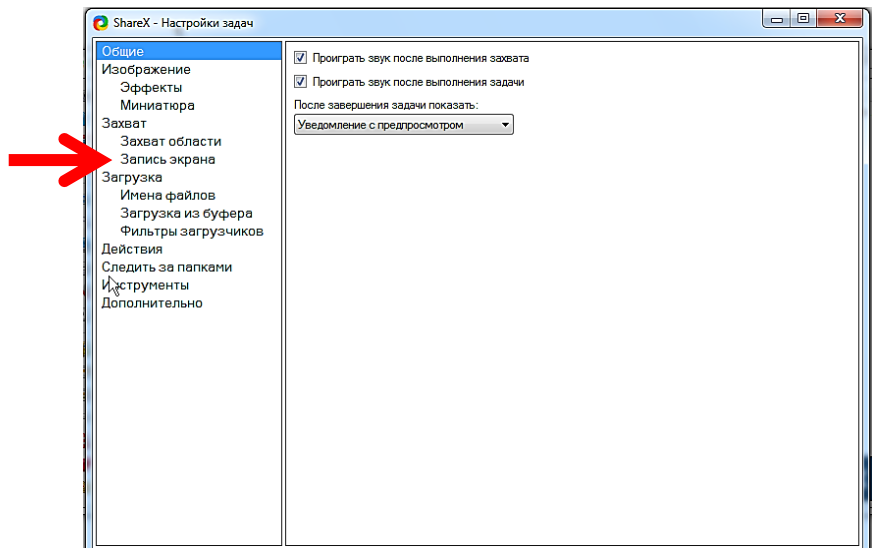 ShareX - Настройки задач
Общие
Изображение
Эффекты
Миниатюра
Захват
Захват области
Запись экрана
Загрузка
Имена файлов
Загрузка из буфера
Фильтры загрузчиков
Действия
Следить за папками
Инструменты
Дополнительно
Проиграть звук после выполнения захвата
Проиграть звук после выполнения задачи
После завершения задачи показать:
Уведомление с предпросмотром